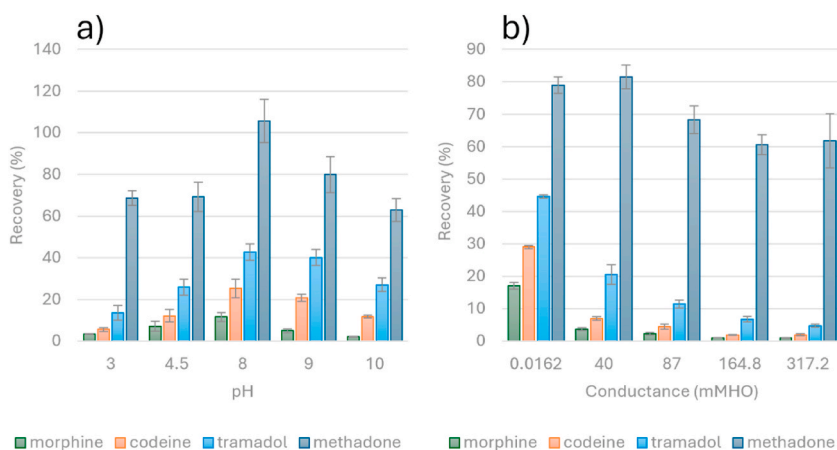 a)
140
120
100
80
60
40
20
0
Recovery (%)
3 4.5 8 9 10
pH
morphine codeine tramadol methadone
b)
90
80
70
60
50
40
30
20
10
0
Recovery (%)
0.0162 40 87 164.8 317.2
Conductance (mMHO)
morphine codeine tramadol methadone